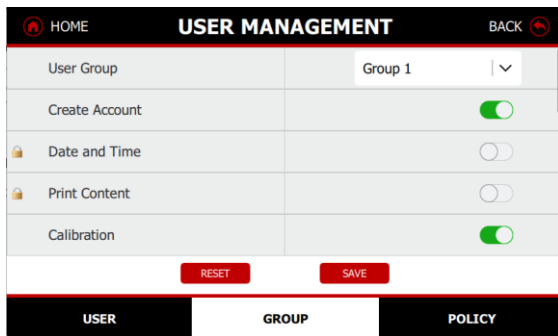 HOME USER MANAGEMENT BACK
User Group Group 1
Create Account
Date and Time
Print Content
Calibration
RESET SAVE
USER GROUP POLICY